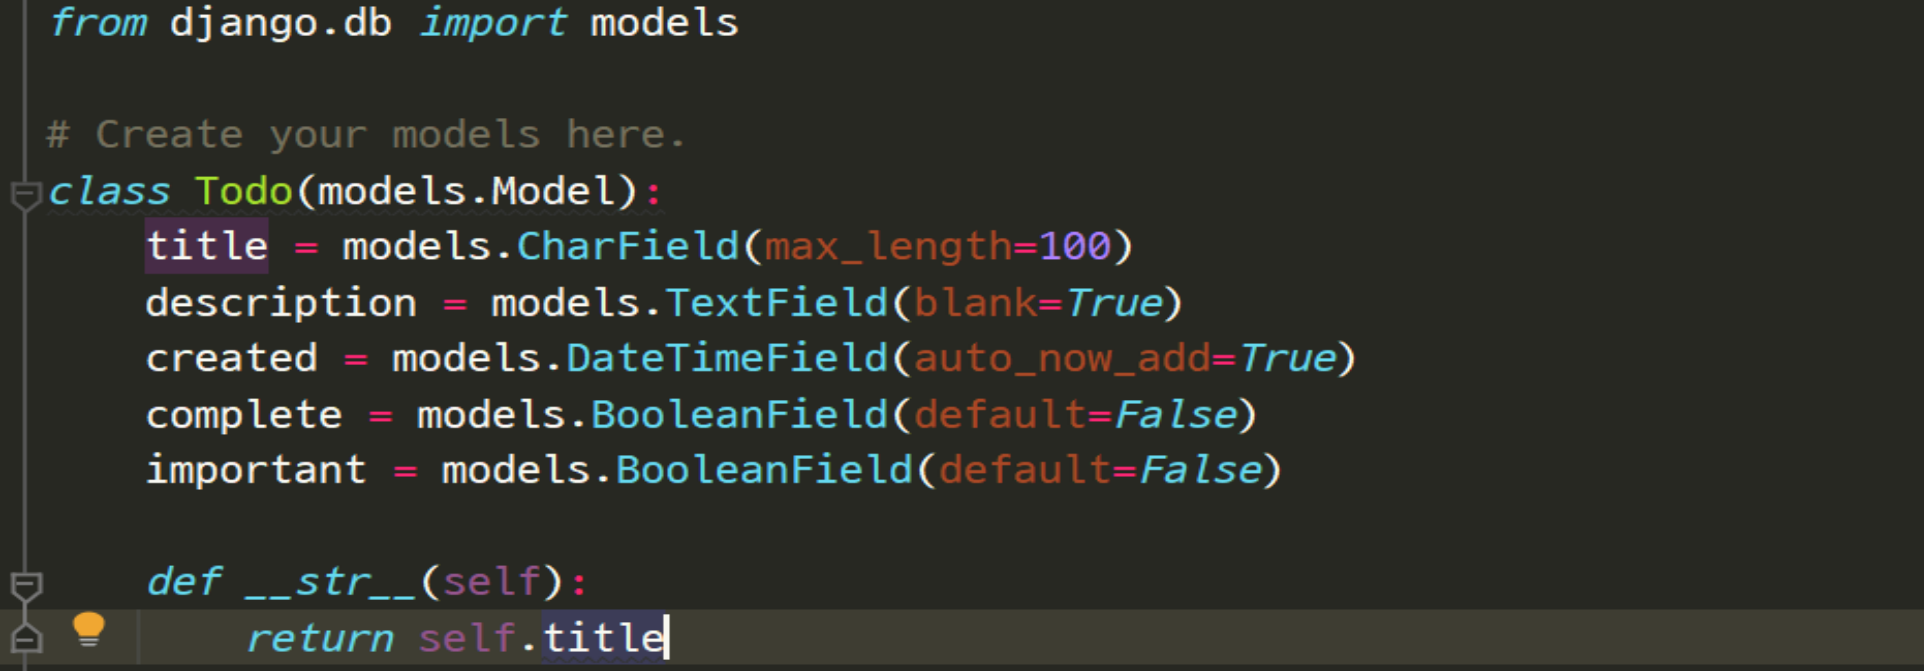 from django.db import models
# Create your models here.
class Todo(models.Model):
    title = models.CharField(max_length=100)
    description = models.TextField(blank=True)
    created = models.DateTimeField(auto_now_add=True)
    complete = models.BooleanField(default=False)
    important = models.BooleanField(default=False)
    def __str__(self):
        return self.title